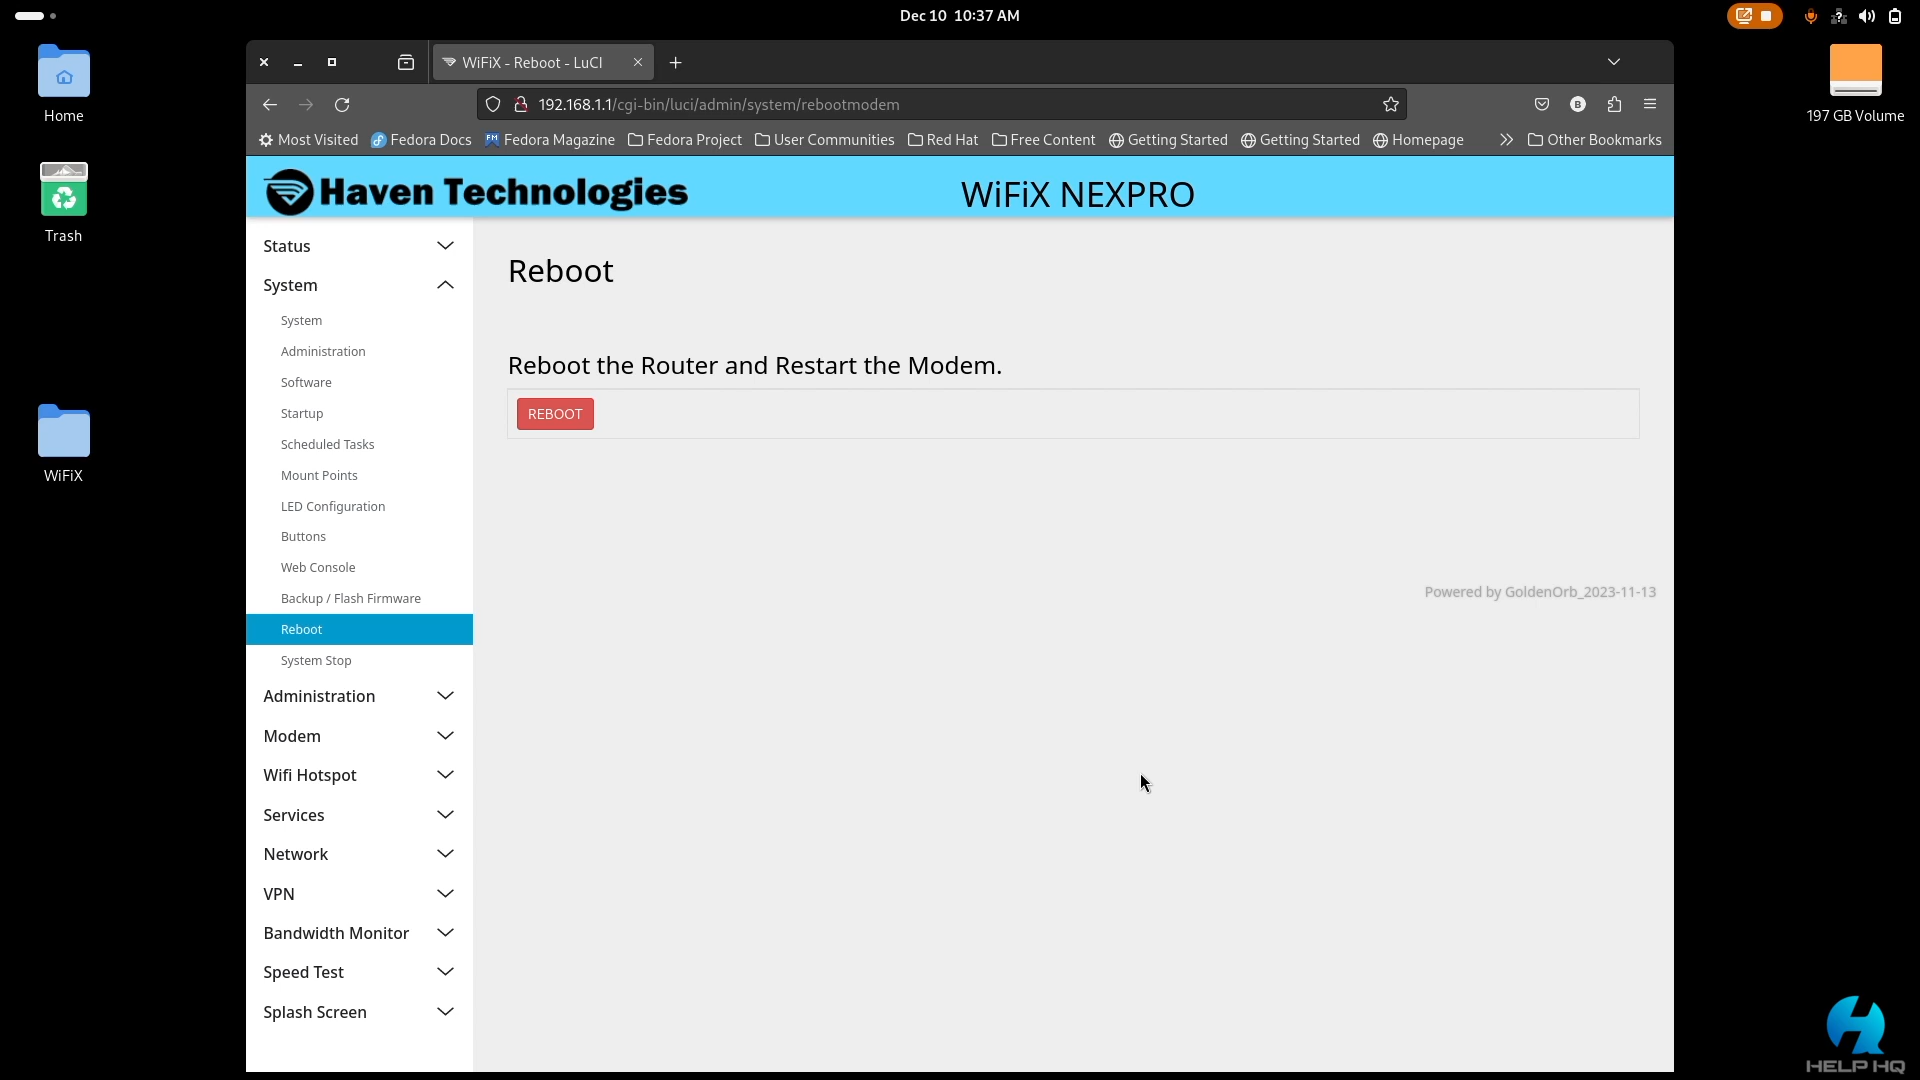 Dec 10 10:37 AM
Home
Trash
WiFiX
197 GB Volume
WiFiX - Reboot - LuCI
192.168.1.1/cgi-bin/luci/admin/system/rebootmodem
B
Most Visited
Fedora Docs
FM
Fedora Magazine
Fedora Project
User Communities
Red Hat
Free Content
Getting Started
Getting Started
Homepage
Other Bookmarks
Haven Technologies
WiFiX NEXPRO
Status
System
System
Administration
Software
Startup
Scheduled Tasks
Mount Points
LED Configuration
Buttons
Web Console
Backup / Flash Firmware
Reboot
System Stop
Administration
Modem
Wifi Hotspot
Services
Network
VPN
Bandwidth Monitor
Speed Test
Splash Screen
Reboot
Reboot the Router and Restart the Modem.
REBOOT
Powered by GoldenOrb_2023-11-13
HELP HQ